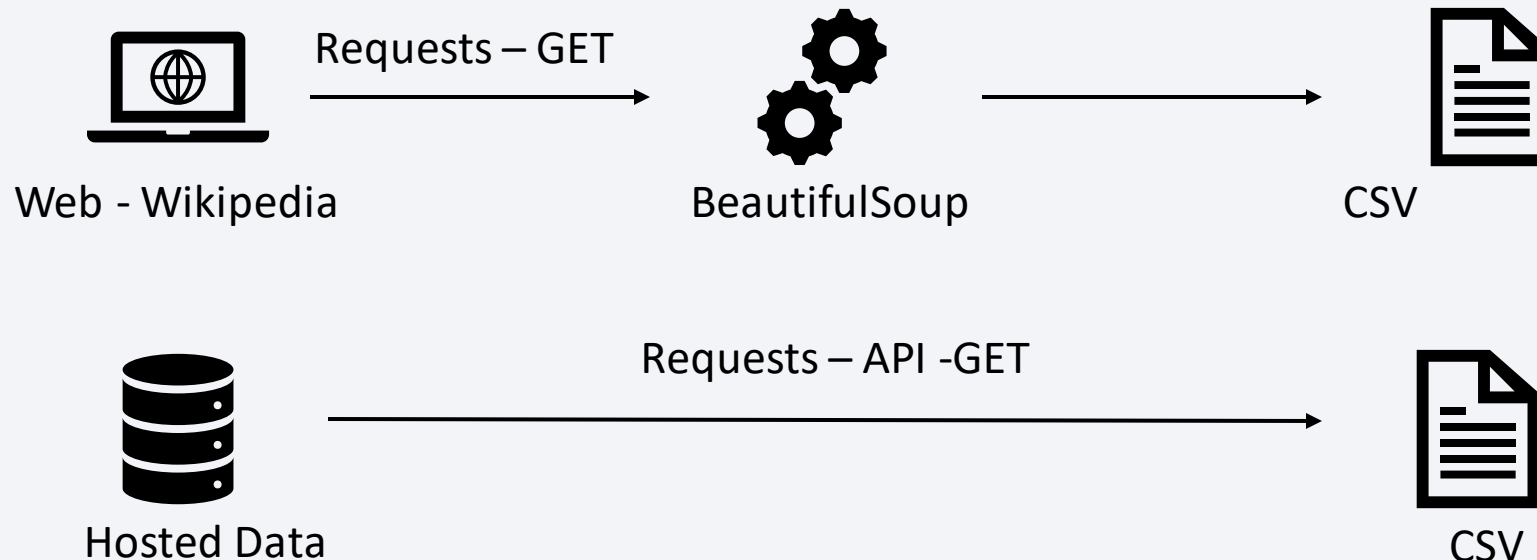 Requests – GET
Web - Wikipedia
BeautifulSoup
CSV
Requests – API -GET
Hosted Data
CSV